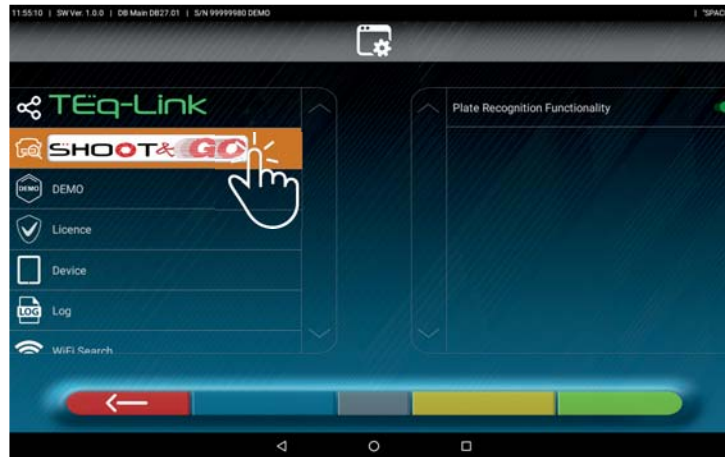 11:55:10 | SW Ver. 1.0.0 | DB Main DB27.01 | S/N 99999980 DEMO | "SPAC
TEq-Link
SHOOT& GO
Plate Recognition Functionality
DEMO
DEMO
Licence
Device
LOG
Log
WiFi Search